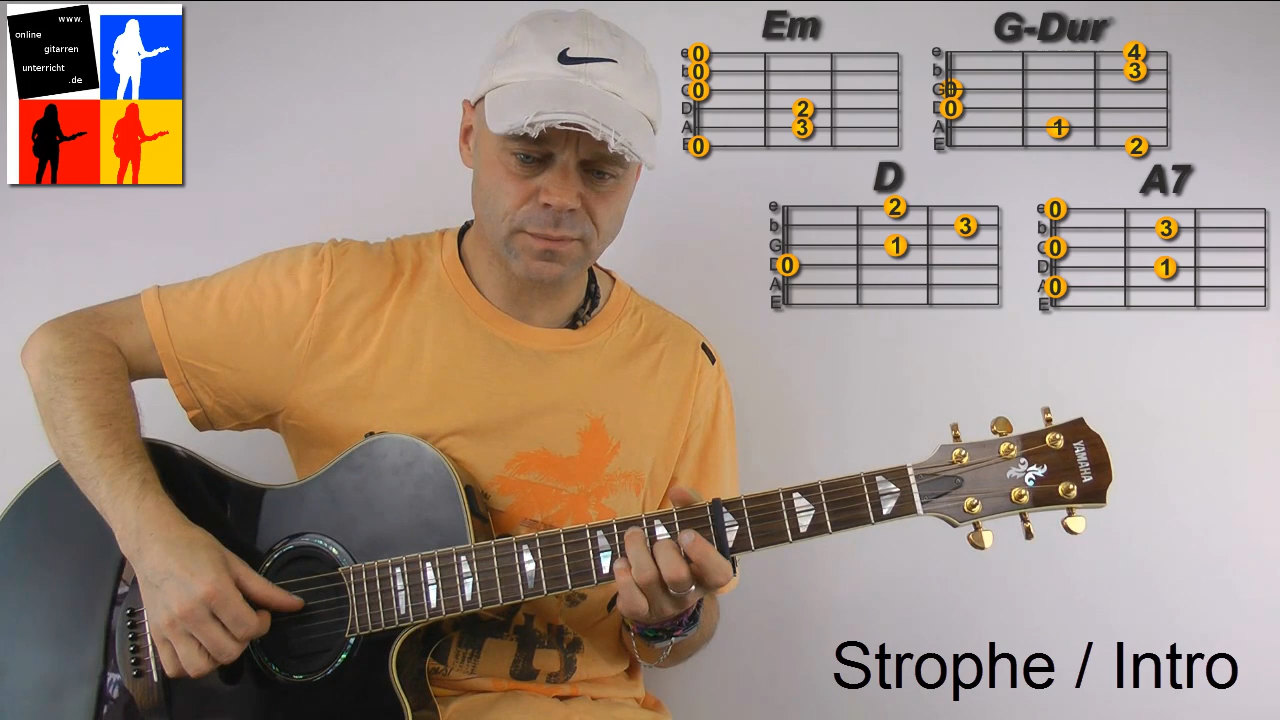 www.
online
gitarren
unterricht
.de
Em
e 0
b 0
G 0
D 2
A 3
E 0
G-Dur
e 4
b 3
G 0
D 0
A 1
E 2
D
e 2
b 3
G 1
D 0
A
E
A7
e 0
b 3
G 0
D 1
A 0
E
YAMAHA
Strophe / Intro